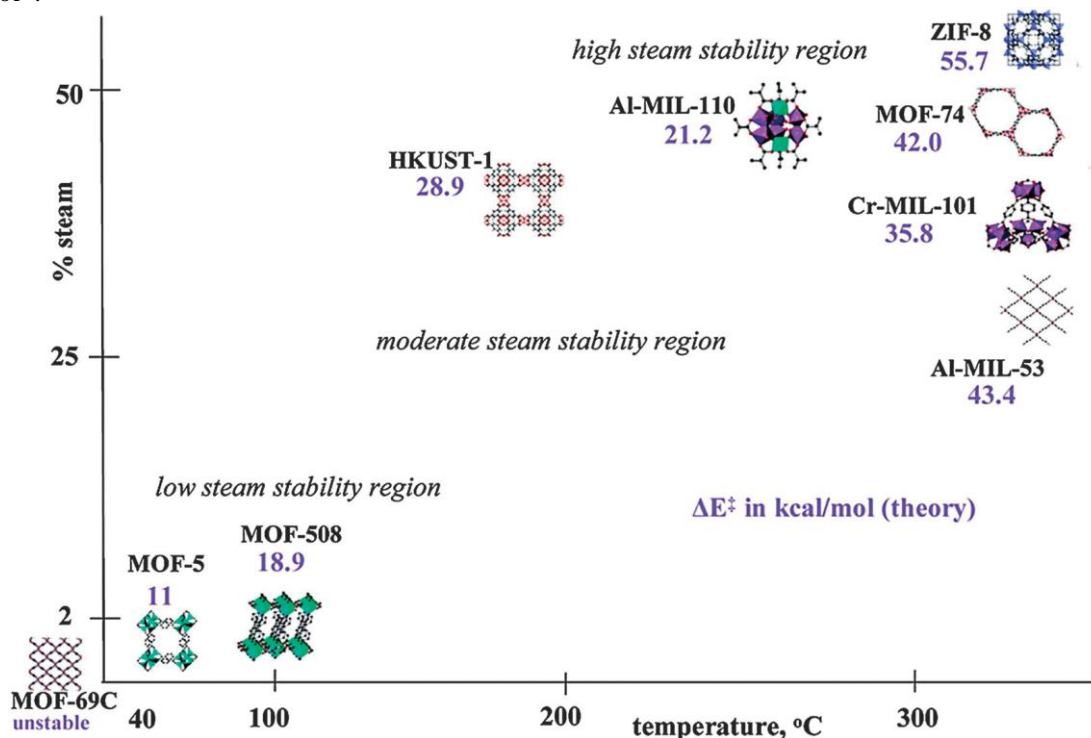 ZIF-8
55.7
high steam stability region
50
Al-MIL-110
21.2
MOF-74
42.0
HKUST-1
28.9
Cr-MIL-101
35.8
% steam
moderate steam stability region
25
Al-MIL-53
43.4
low steam stability region
ΔE‡ in kcal/mol (theory)
MOF-508
18.9
MOF-5
11
2
MOF-69C
unstable
40
100
200
300
temperature, °C